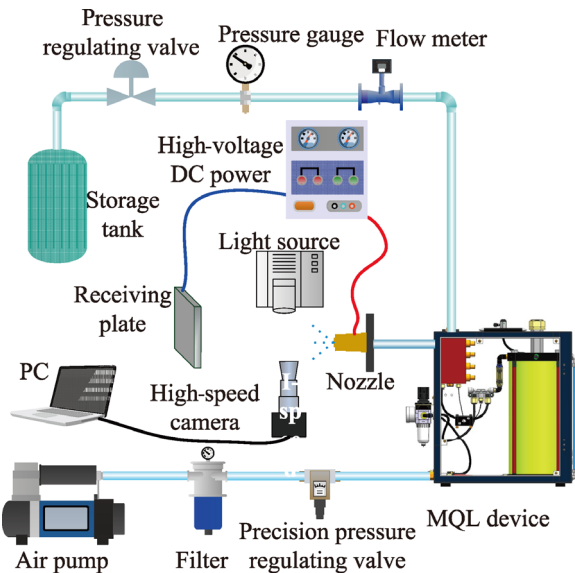 Pressure
regulating valve
Pressure gauge
Flow meter
High-voltage
DC power
Storage
tank
Light source
Receiving
plate
PC
High-speed
camera
Nozzle
MQL device
Air pump
Filter
Precision pressure
regulating valve